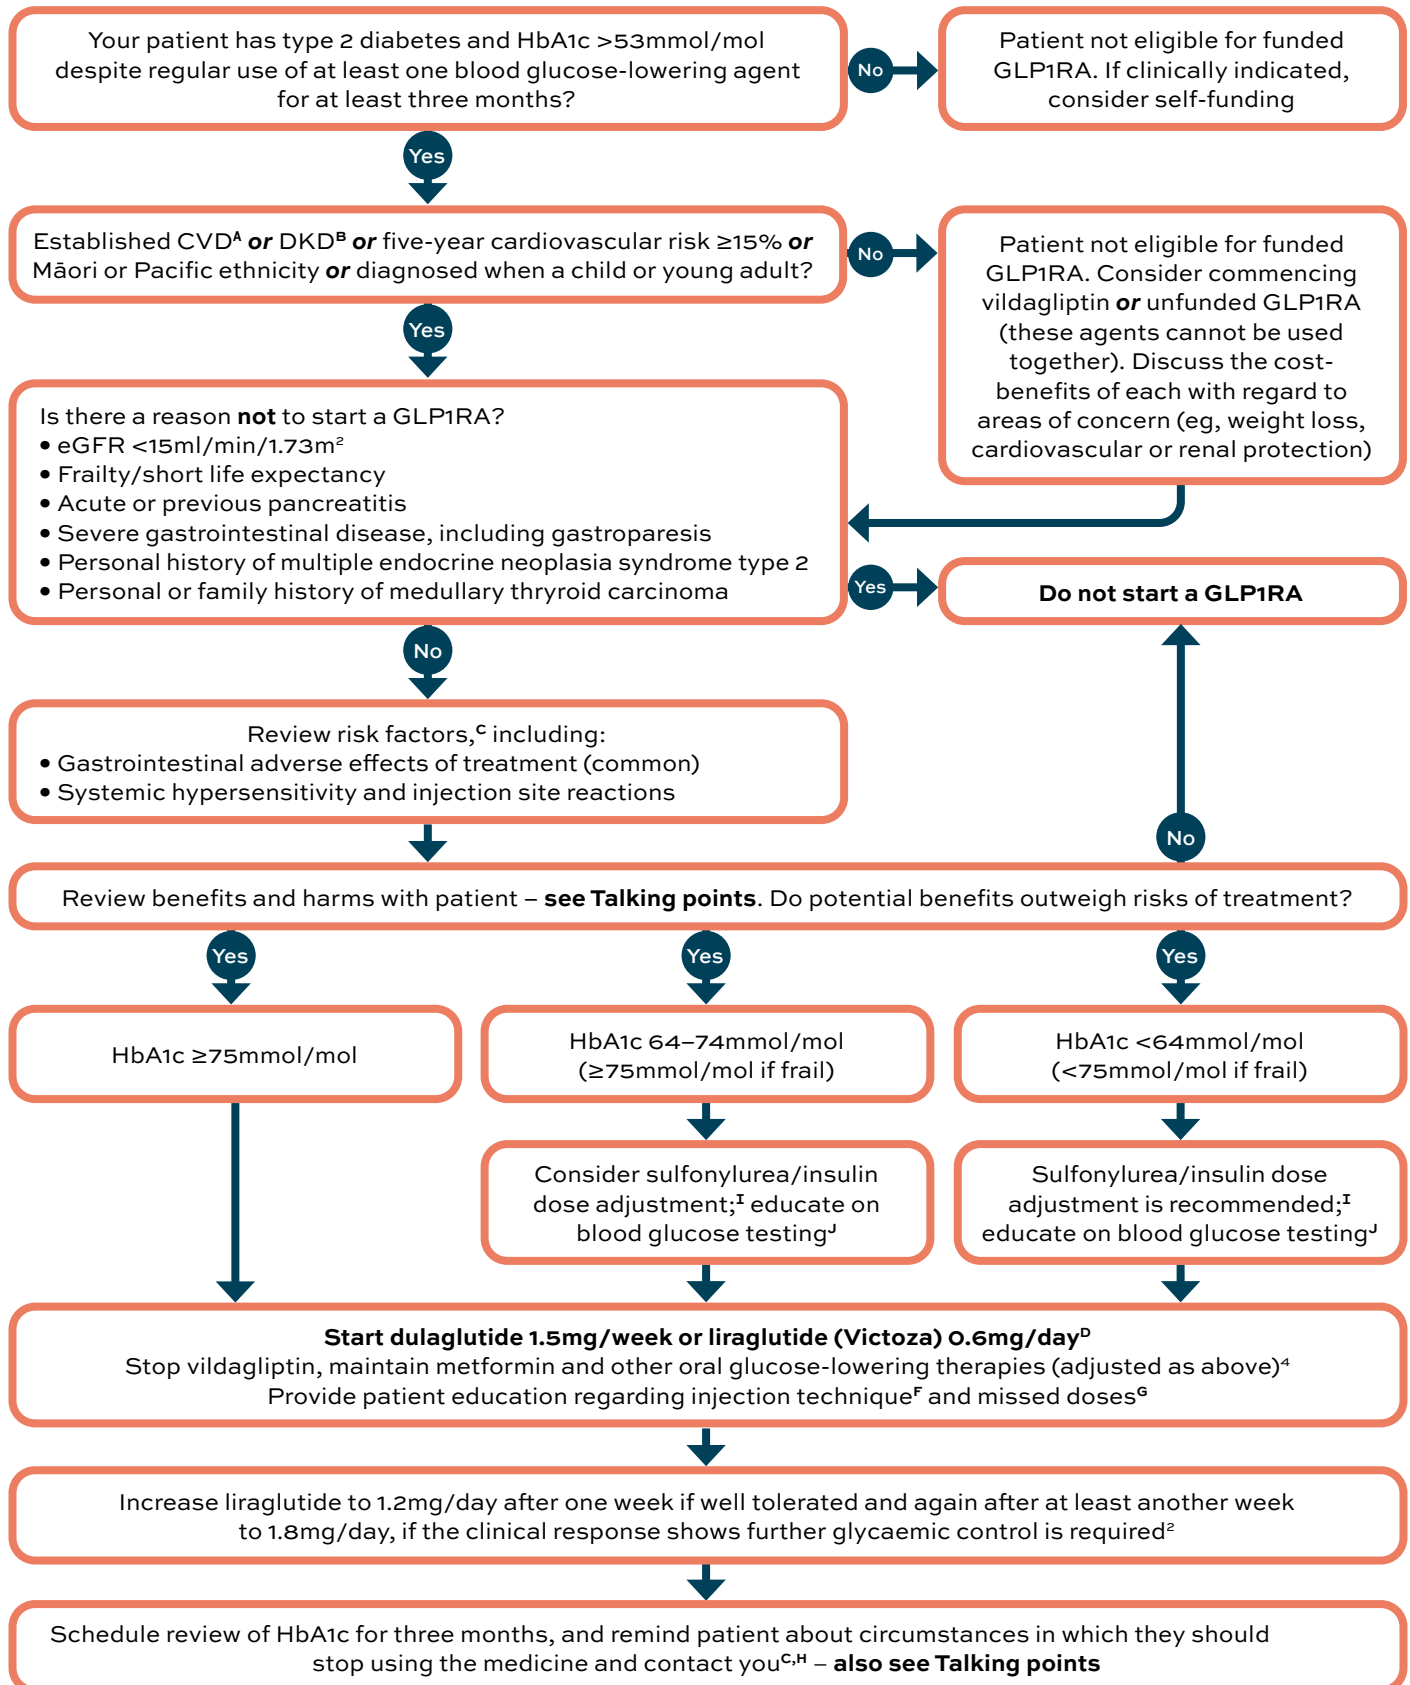 Your patient has type 2 diabetes and HbA1c >53mmol/mol
despite regular use of at least one blood glucose-lowering agent
for at least three months?
No
Patient not eligible for funded
GLP1RA. If clinically indicated,
consider self-funding
Yes
Established CVDᴬ or DKDᴮ or five-year cardiovascular risk ≥15% or
Māori or Pacific ethnicity or diagnosed when a child or young adult?
No
Patient not eligible for funded
GLP1RA. Consider commencing
vildagliptin or unfunded GLP1RA
(these agents cannot be used
together). Discuss the cost-
benefits of each with regard to
areas of concern (eg, weight loss,
cardiovascular or renal protection)
Yes
Is there a reason not to start a GLP1RA?
• eGFR <15ml/min/1.73m²
• Frailty/short life expectancy
• Acute or previous pancreatitis
• Severe gastrointestinal disease, including gastroparesis
• Personal history of multiple endocrine neoplasia syndrome type 2
• Personal or family history of medullary thryroid carcinoma
Yes
Do not start a GLP1RA
No
Review risk factors,ᶜ including:
• Gastrointestinal adverse effects of treatment (common)
• Systemic hypersensitivity and injection site reactions
No
Review benefits and harms with patient – see Talking points. Do potential benefits outweigh risks of treatment?
Yes
Yes
Yes
HbA1c ≥75mmol/mol
HbA1c 64–74mmol/mol
(≥75mmol/mol if frail)
HbA1c <64mmol/mol
(<75mmol/mol if frail)
Consider sulfonylurea/insulin
dose adjustment;ᴵ educate on
blood glucose testingᴶ
Sulfonylurea/insulin dose
adjustment is recommended;ᴵ
educate on blood glucose testingᴶ
Start dulaglutide 1.5mg/week or liraglutide (Victoza) 0.6mg/dayᴰ
Stop vildagliptin, maintain metformin and other oral glucose-lowering therapies (adjusted as above)⁴
Provide patient education regarding injection techniqueꟳ and missed dosesᴳ
Increase liraglutide to 1.2mg/day after one week if well tolerated and again after at least another week
to 1.8mg/day, if the clinical response shows further glycaemic control is required²
Schedule review of HbA1c for three months, and remind patient about circumstances in which they should
stop using the medicine and contact youᶜ,ᴴ – also see Talking points